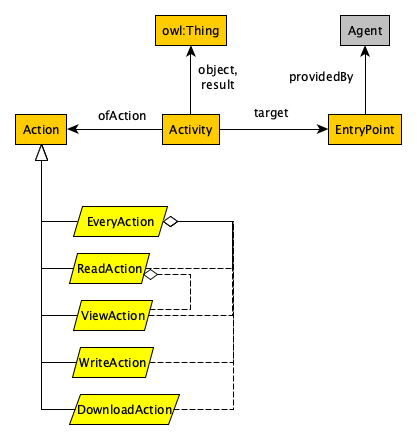 owl:Thing
Agent
object,
result
providedBy
ofAction
target
Action
Activity
EntryPoint
EveryAction
ReadAction
ViewAction
WriteAction
DownloadAction